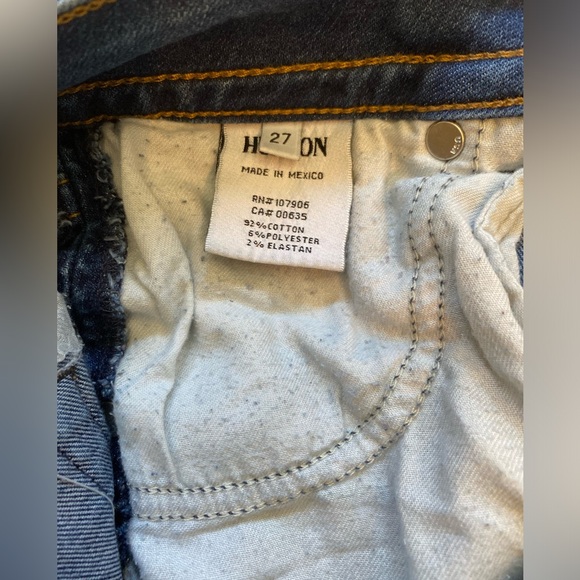 27
H ON
MADE IN MEXICO
RN# 107906
CA# 00635
92%COTTON
6%POLYESTER
2% ELASTAN